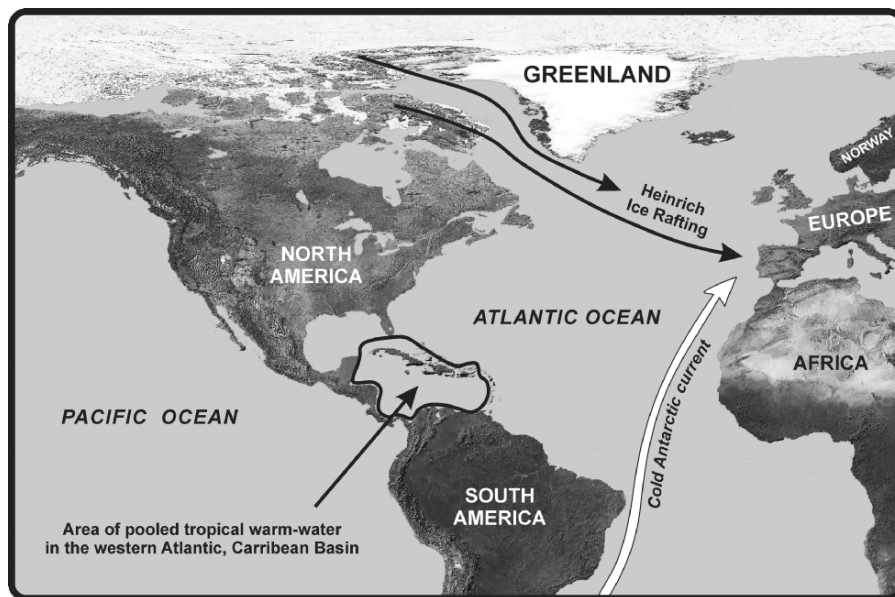 GREENLAND
NORWAY
Heinrich
Ice Rafting
EUROPE
NORTH
AMERICA
ATLANTIC OCEAN
AFRICA
Cold Antarctic current
PACIFIC OCEAN
SOUTH
AMERICA
Area of pooled tropical warm-water
in the western Atlantic, Carribean Basin